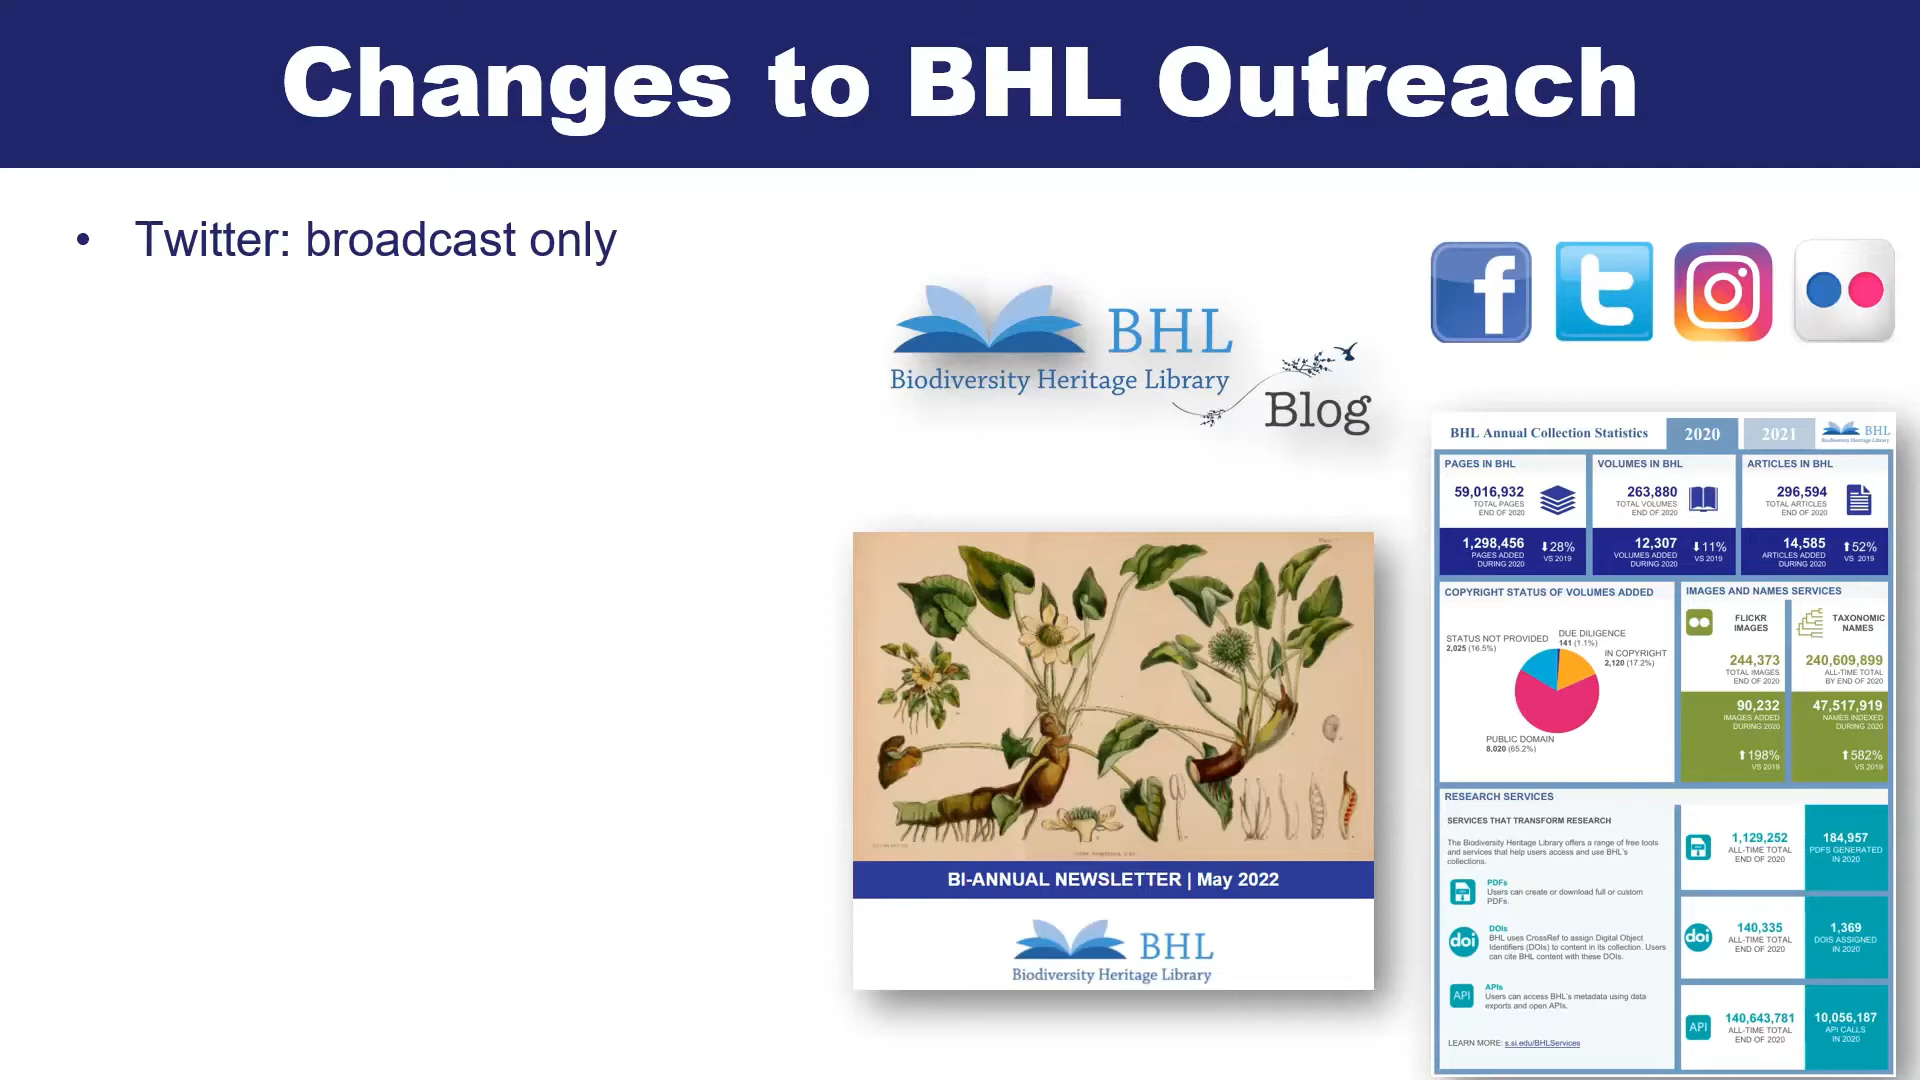 Changes to BHL Outreach
• Twitter: broadcast only
BHL
Biodiversity Heritage Library
Blog
BI-ANNUAL NEWSLETTER | May 2022
BHL
Biodiversity Heritage Library
BHL Annual Collection Statistics
2020
2021
BHL
Biodiversity Heritage Library
PAGES IN BHL
59,016,932
TOTAL PAGES
END OF 2020
1,298,456
PAGES ADDED
DURING 2020
⬇28%
VS 2019
VOLUMES IN BHL
263,880
TOTAL VOLUMES
END OF 2020
12,307
VOLUMES ADDED
DURING 2020
⬇11%
VS 2019
ARTICLES IN BHL
296,594
TOTAL ARTICLES
END OF 2020
14,585
ARTICLES ADDED
DURING 2020
⬆52%
VS 2019
COPYRIGHT STATUS OF VOLUMES ADDED
STATUS NOT PROVIDED
2,025 (16.5%)
DUE DILIGENCE
141 (1.1%)
IN COPYRIGHT
2,120 (17.2%)
PUBLIC DOMAIN
8,020 (65.2%)
IMAGES AND NAMES SERVICES
FLICKR
IMAGES
244,373
TOTAL IMAGES
END OF 2020
90,232
IMAGES ADDED
DURING 2020
⬆198%
VS 2019
TAXONOMIC
NAMES
240,609,899
ALL-TIME TOTAL
BY END OF 2020
47,517,919
NAMES INDEXED
DURING 2020
⬆582%
VS 2019
RESEARCH SERVICES
SERVICES THAT TRANSFORM RESEARCH
The Biodiversity Heritage Library offers a range of free tools
and services that help users access and use BHL's
collections.
PDFs
Users can create or download full or custom
PDFs.
doi
DOIs
BHL uses CrossRef to assign Digital Object
Identifiers (DOIs) to content in its collection. Users
can cite BHL content with these DOIs.
API
APIs
Users can access BHL's metadata using data
exports and open APIs.
LEARN MORE: s.si.edu/BHLServices
1,129,252
ALL-TIME TOTAL
END OF 2020
184,957
PDFS GENERATED
IN 2020
doi
140,335
ALL-TIME TOTAL
END OF 2020
1,369
DOIS ASSIGNED
IN 2020
API
140,643,781
ALL-TIME TOTAL
END OF 2020
10,056,187
API CALLS
IN 2020